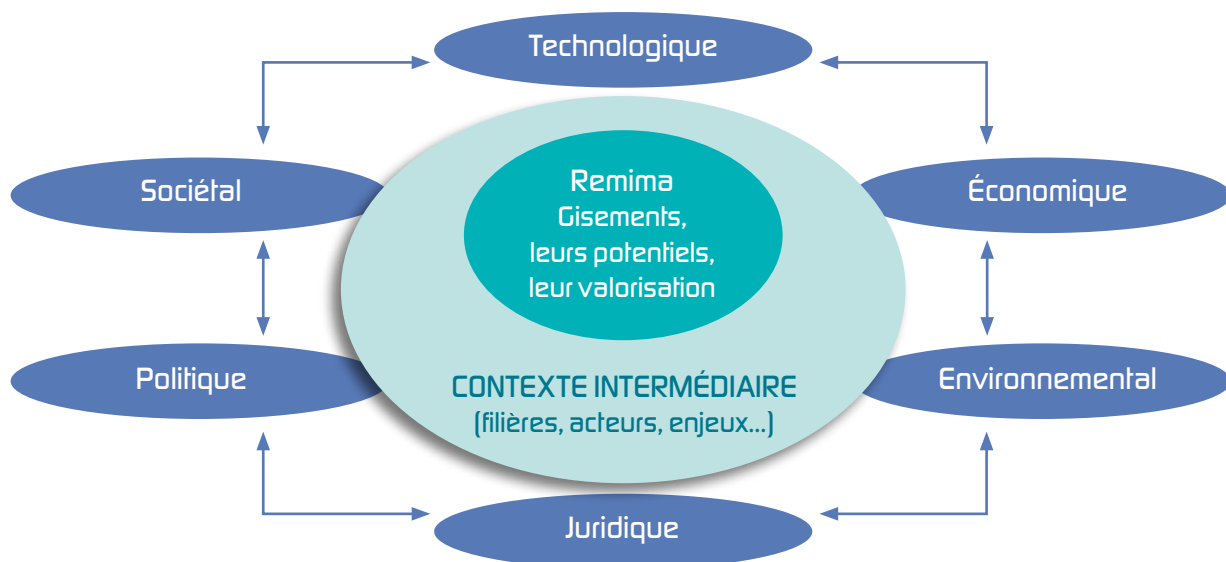 Technologique
Sociétal
Économique
Remima
Gisements,
leurs potentiels,
leur valorisation
Politique
Environnemental
CONTEXTE INTERMÉDIAIRE
(filières, acteurs, enjeux...)
Juridique